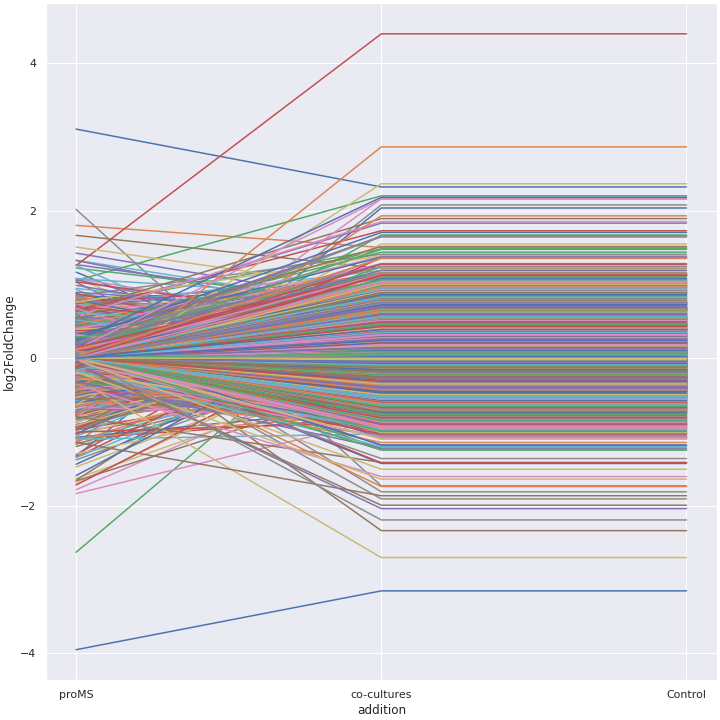 log2FoldChange
4
2
0
−2
−4
proMS
co-cultures
Control
addition